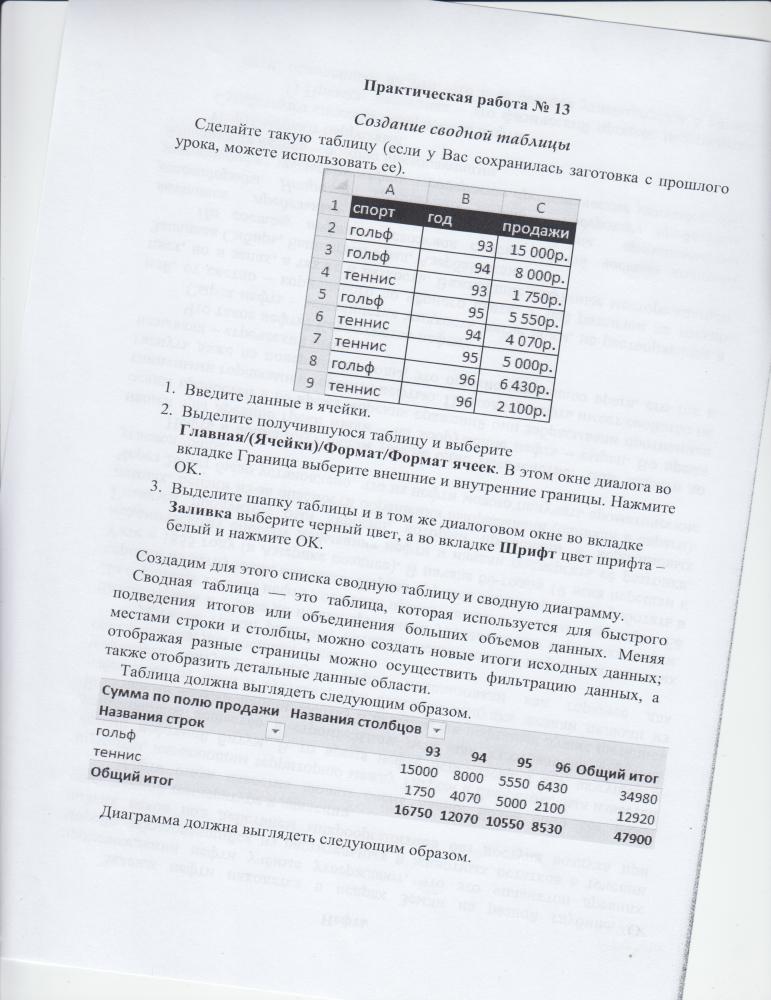 Практическая работа № 13
Создание сводной таблицы
Сделайте такую таблицу (если у Вас сохранилась заготовка с прошлого
урока, можете использовать ее).
A B C
1 спорт год продажи
2 гольф 93 15 000р.
3 гольф 94 8 000р.
4 теннис 93 1 750р.
5 гольф 95 5 550р.
6 теннис 94 4 070р.
7 теннис 95 5 000р.
8 гольф 96 6 430р.
9 теннис 96 2 100р.
1. Введите данные в ячейки.
2. Выделите получившуюся таблицу и выберите
Главная/(Ячейки)/Формат/Формат ячеек. В этом окне диалога во
вкладке Граница выберите внешние и внутренние границы. Нажмите
OK.
3. Выделите шапку таблицы и в том же диалоговом окне во вкладке
Заливка выберите черный цвет, а во вкладке Шрифт цвет шрифта –
белый и нажмите OK.
Создадим для этого списка сводную таблицу и сводную диаграмму.
Сводная таблица — это таблица, которая используется для быстрого
подведения итогов или объединения больших объемов данных. Меняя
местами строки и столбцы, можно создать новые итоги исходных данных;
отображая разные страницы можно осуществить фильтрацию данных, а
также отобразить детальные данные области.
Таблица должна выглядеть следующим образом.
Сумма по полю продажи Названия столбцов
Названия строк 93 94 95 96 Общий итог
гольф 15000 8000 5550 6430 34980
теннис 1750 4070 5000 2100 12920
Общий итог 16750 12070 10550 8530 47900
Диаграмма должна выглядеть следующим образом.